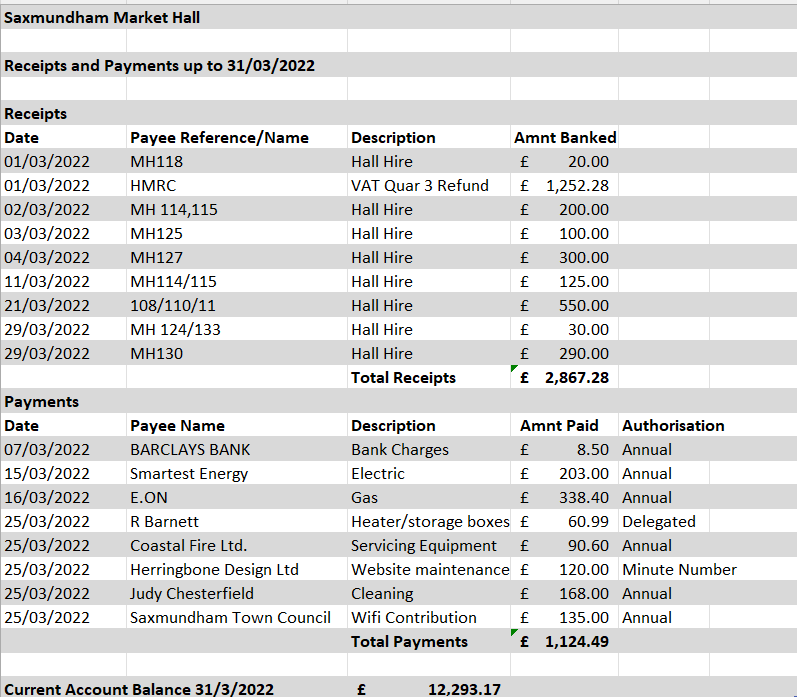 Saxmundham Market Hall
Receipts and Payments up to 31/03/2022
Receipts
Date Payee Reference/Name Description Amnt Banked
01/03/2022 MH118 Hall Hire £ 20.00
01/03/2022 HMRC VAT Quar 3 Refund £ 1,252.28
02/03/2022 MH 114,115 Hall Hire £ 200.00
03/03/2022 MH125 Hall Hire £ 100.00
04/03/2022 MH127 Hall Hire £ 300.00
11/03/2022 MH114/115 Hall Hire £ 125.00
21/03/2022 108/110/11 Hall Hire £ 550.00
29/03/2022 MH 124/133 Hall Hire £ 30.00
29/03/2022 MH130 Hall Hire £ 290.00
Total Receipts £ 2,867.28
Payments
Date Payee Name Description Amnt Paid Authorisation
07/03/2022 BARCLAYS BANK Bank Charges £ 8.50 Annual
15/03/2022 Smartest Energy Electric £ 203.00 Annual
16/03/2022 E.ON Gas £ 338.40 Annual
25/03/2022 R Barnett Heater/storage boxes £ 60.99 Delegated
25/03/2022 Coastal Fire Ltd. Servicing Equipment £ 90.60 Annual
25/03/2022 Herringbone Design Ltd Website maintenance £ 120.00 Minute Number
25/03/2022 Judy Chesterfield Cleaning £ 168.00 Annual
25/03/2022 Saxmundham Town Council Wifi Contribution £ 135.00 Annual
Total Payments £ 1,124.49
Current Account Balance 31/3/2022 £ 12,293.17